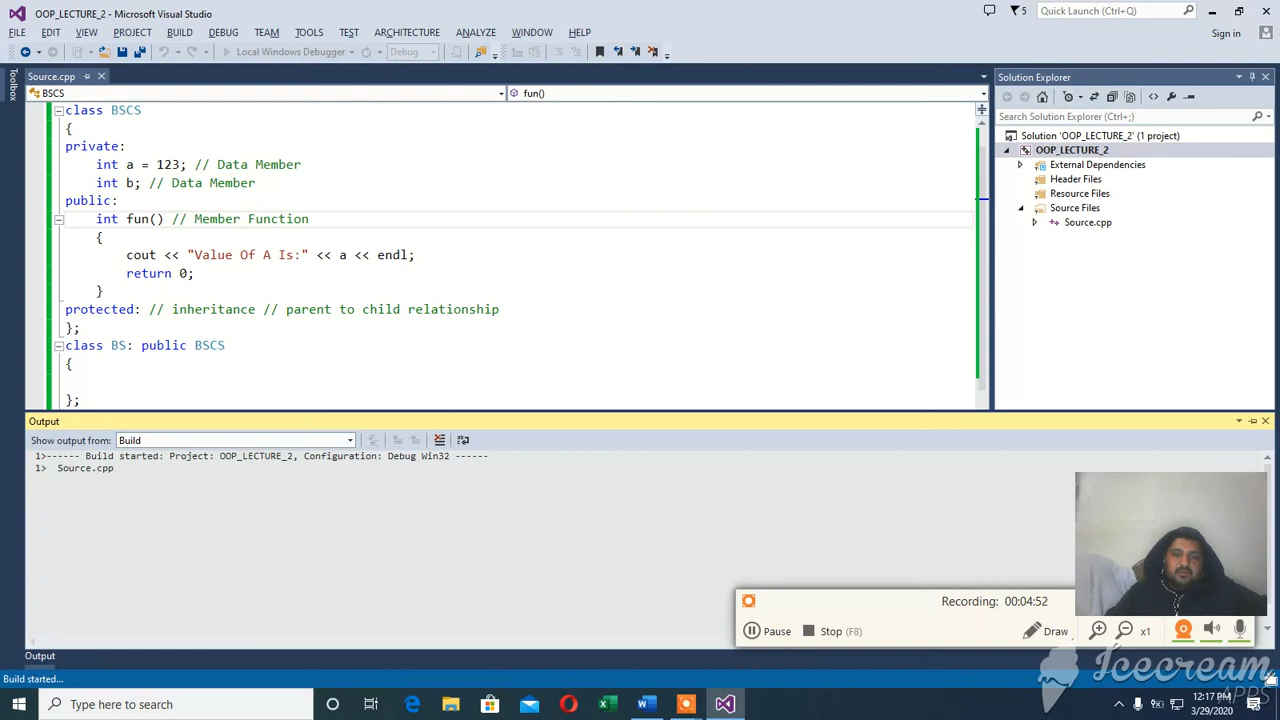 OOP_LECTURE_2 - Microsoft Visual Studio
5
Quick Launch (Ctrl+Q)
FILE EDIT VIEW PROJECT BUILD DEBUG TEAM TOOLS TEST ARCHITECTURE ANALYZE WINDOW HELP
Sign in
Local Windows Debugger
Debug
Toolbox
Source.cpp
BSCS
fun()
class BSCS
{
private:
int a = 123; // Data Member
int b; // Data Member
public:
int fun() // Member Function
{
cout << "Value Of A Is:" << a << endl;
return 0;
}
protected: // inheritance // parent to child relationship
};
class BS: public BSCS
{
};
Solution Explorer
Search Solution Explorer (Ctrl+;)
Solution 'OOP_LECTURE_2' (1 project)
OOP_LECTURE_2
External Dependencies
Header Files
Resource Files
Source Files
Source.cpp
Output
Show output from: Build
1>------ Build started: Project: OOP_LECTURE_2, Configuration: Debug Win32 ------
1>  Source.cpp
Recording: 00:04:52
Pause
Stop (F8)
Draw
x1
Output
Build started...
Icecream
APPS
Type here to search
12:17 PM
3/29/2020